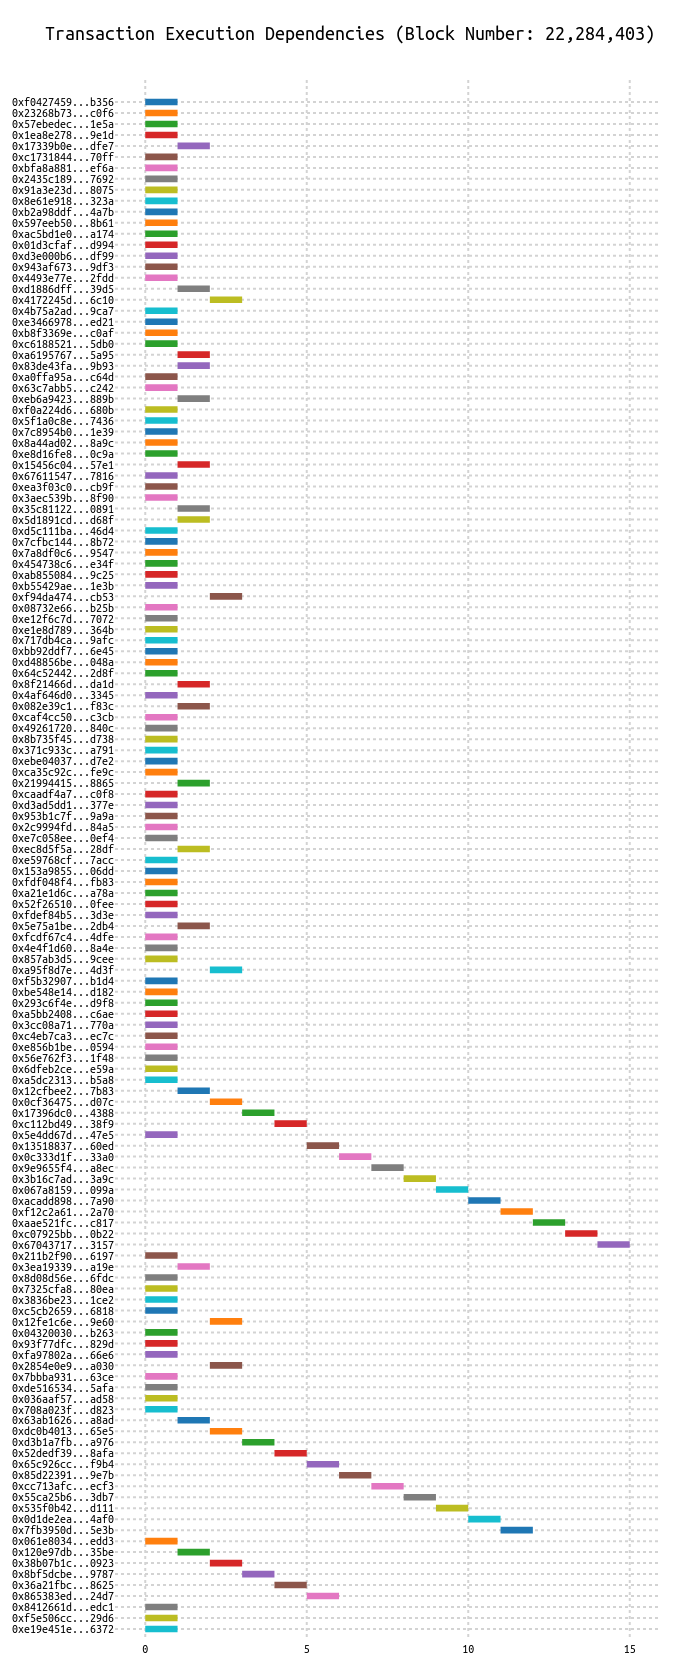 Transaction Execution Dependencies (Block Number: 22,284,403)
0xf0427459...b356
0x23268b73...c0f6
0x57ebedec...1e5a
0x1ea8e278...9e1d
0x17339b0e...dfe7
0xc1731844...70ff
0xbfa8a881...ef6a
0x2435c189...7692
0x91a3e23d...8075
0x8e61e918...323a
0xb2a98ddf...4a7b
0x597eeb50...8b61
0xac5bd1e0...a174
0x01d3cfaf...d994
0xd3e000b6...df99
0x943af673...9df3
0x4493e77e...2fdd
0xd1886dff...39d5
0x4172245d...6c10
0x4b75a2ad...9ca7
0xe3466978...ed21
0xb8f3369e...c0af
0xc6188521...5db0
0xa6195767...5a95
0x83de43fa...9b93
0xa0ffa95a...c64d
0x63c7abb5...c242
0xeb6a9423...889b
0xf0a224d6...680b
0x5f1a0c8e...7436
0x7c8954b0...1e39
0x8a44ad02...8a9c
0xe8d16fe8...0c9a
0x15456c04...57e1
0x67611547...7816
0xea3f03c0...cb9f
0x3aec539b...8f90
0x35c81122...0891
0x5d1891cd...d68f
0xd5c111ba...46d4
0x7cfbc144...8b72
0x7a8df0c6...9547
0x454738c6...e34f
0xab855084...9c25
0xb55429ae...1e3b
0xf94da474...cb53
0x08732e66...b25b
0xe12f6c7d...7072
0xe1e8d789...364b
0x717db4ca...9afc
0xbb92ddf7...6e45
0xd48856be...048a
0x64c52442...2d8f
0x8f21466d...da1d
0x4af646d0...3345
0x082e39c1...f83c
0xcaf4cc50...c3cb
0x49261720...840c
0x8b735f45...d738
0x371c933c...a791
0xebe04037...d7e2
0xca35c92c...fe9c
0x21994415...8865
0xcaadf4a7...c0f8
0xd3ad5dd1...377e
0x953b1c7f...9a9a
0x2c9994fd...84a5
0xe7c058ee...0ef4
0xec8d5f5a...28df
0xe59768cf...7acc
0x153a9855...06dd
0xfdf048f4...fb83
0xa21e1d6c...a78a
0x52f26510...0fee
0xfdef84b5...3d3e
0x5e75a1be...2db4
0xfcdf67c4...4dfe
0x4e4f1d60...8a4e
0x857ab3d5...9cee
0xa95f8d7e...4d3f
0xf5b32907...b1d4
0xbe548e14...d182
0x293c6f4e...d9f8
0xa5bb2408...c6ae
0x3cc08a71...770a
0xc4eb7ca3...ec7c
0xe856b1be...0594
0x56e762f3...1f48
0x6dfeb2ce...e59a
0xa5dc2313...b5a8
0x12cfbee2...7b83
0x0cf36475...d07c
0x17396dc0...4388
0xc112bd49...38f9
0x5e4dd67d...47e5
0x13518837...60ed
0x0c333d1f...33a0
0x9e9655f4...a8ec
0x3b16c7ad...3a9c
0x067a8159...099a
0xacadd898...7a90
0xf12c2a61...2a70
0xaae521fc...c817
0xc07925bb...0b22
0x67043717...3157
0x211b2f90...6197
0x3ea19339...a19e
0x8d08d56e...6fdc
0x7325cfa8...80ea
0x3836be23...1ce2
0xc5cb2659...6818
0x12fe1c6e...9e60
0x04320030...b263
0x93f77dfc...829d
0xfa97802a...66e6
0x2854e0e9...a030
0x7bbba931...63ce
0xde516534...5afa
0x036aaf57...ad58
0x708a023f...d823
0x63ab1626...a8ad
0xdc0b4013...65e5
0xd3b1a7fb...a976
0x52dedf39...8afa
0x65c926cc...f9b4
0x85d22391...9e7b
0xcc713afc...ecf3
0x55ca25b6...3db7
0x535f0b42...d111
0x0d1de2ea...4af0
0x7fb3950d...5e3b
0x061e8034...edd3
0x120e97db...35be
0x38b07b1c...0923
0x8bf5dcbe...9787
0x36a21fbc...8625
0x865383ed...24d7
0x8412661d...edc1
0xf5e506cc...29d6
0xe19e451e...6372
0 5 10 15